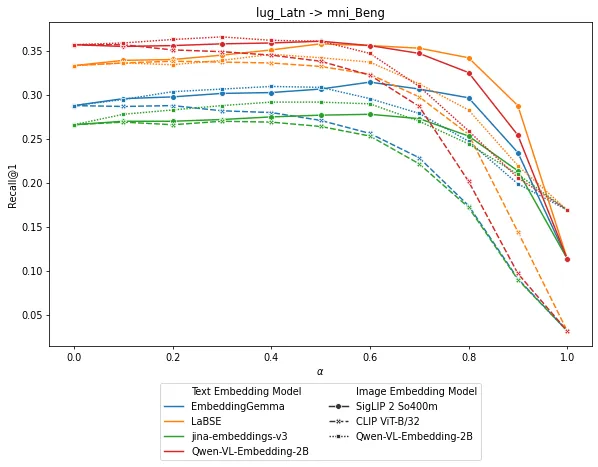 lug_Latn -> mni_Beng
Recall@1
0.35
0.30
0.25
0.20
0.15
0.10
0.05
0.0 0.2 0.4 0.6 0.8 1.0
α
Text Embedding Model Image Embedding Model
EmbeddingGemma SigLIP 2 So400m
LaBSE CLIP ViT-B/32
jina-embeddings-v3 Qwen-VL-Embedding-2B
Qwen-VL-Embedding-2B